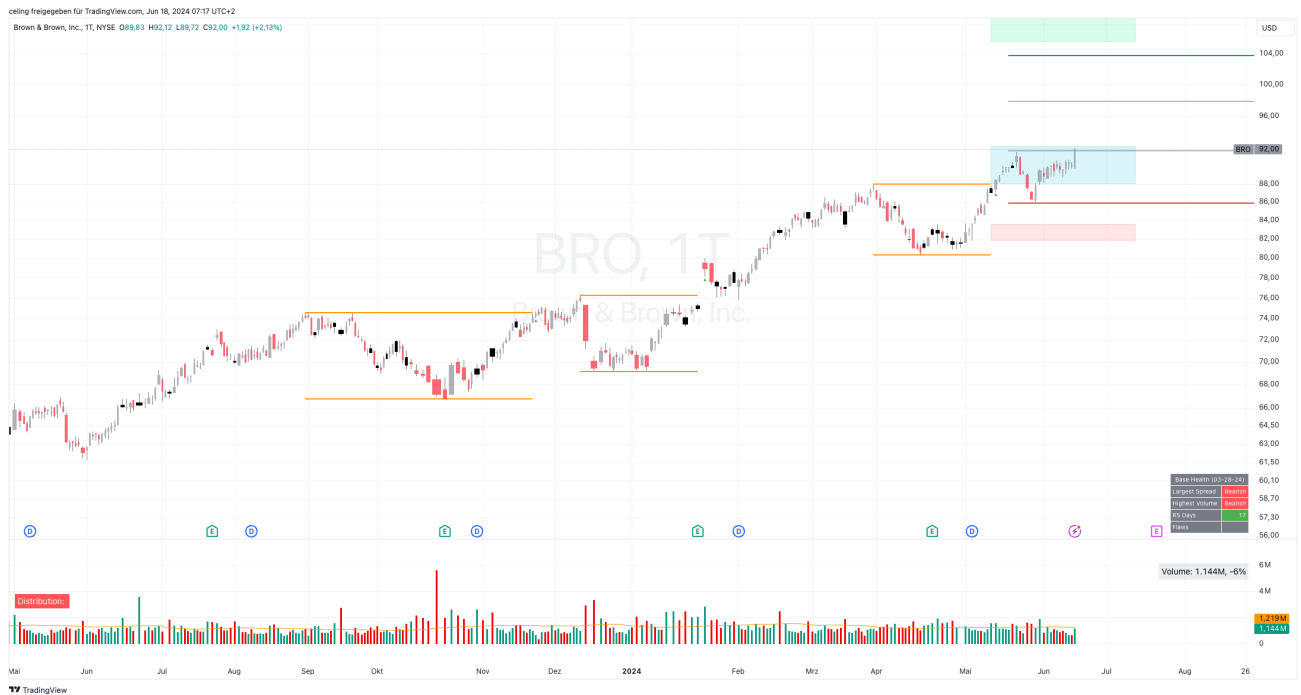 celing freigegeben für TradingView.com, Jun 18, 2024 07:17 UTC+2
Brown & Brown, Inc., 1T, NYSE O89,83 H92,12 L89,72 C92,00 +1,92 (+2,13%)
USD
104,00
100,00
96,00
BRO 92,00
88,00
86,00
84,00
82,00
80,00
78,00
76,00
74,00
72,00
70,00
68,00
66,00
64,50
63,00
61,50
60,10
58,70
57,30
56,00
BRO, 1T
Brown & Brown, Inc.
Base Health (03-28-24)
Largest Spread Bearish
Highest Volume Bearish
RS Days 17
Flaws
D E D E D E D E D E
Volume: 1.144M, -6%
Distribution:
6 M
4 M
1,219 M
1,144 M
0
Mai Jun Jul Aug Sep Okt Nov Dez 2024 Feb Mrz Apr Mai Jun Jul Aug 26
TradingView